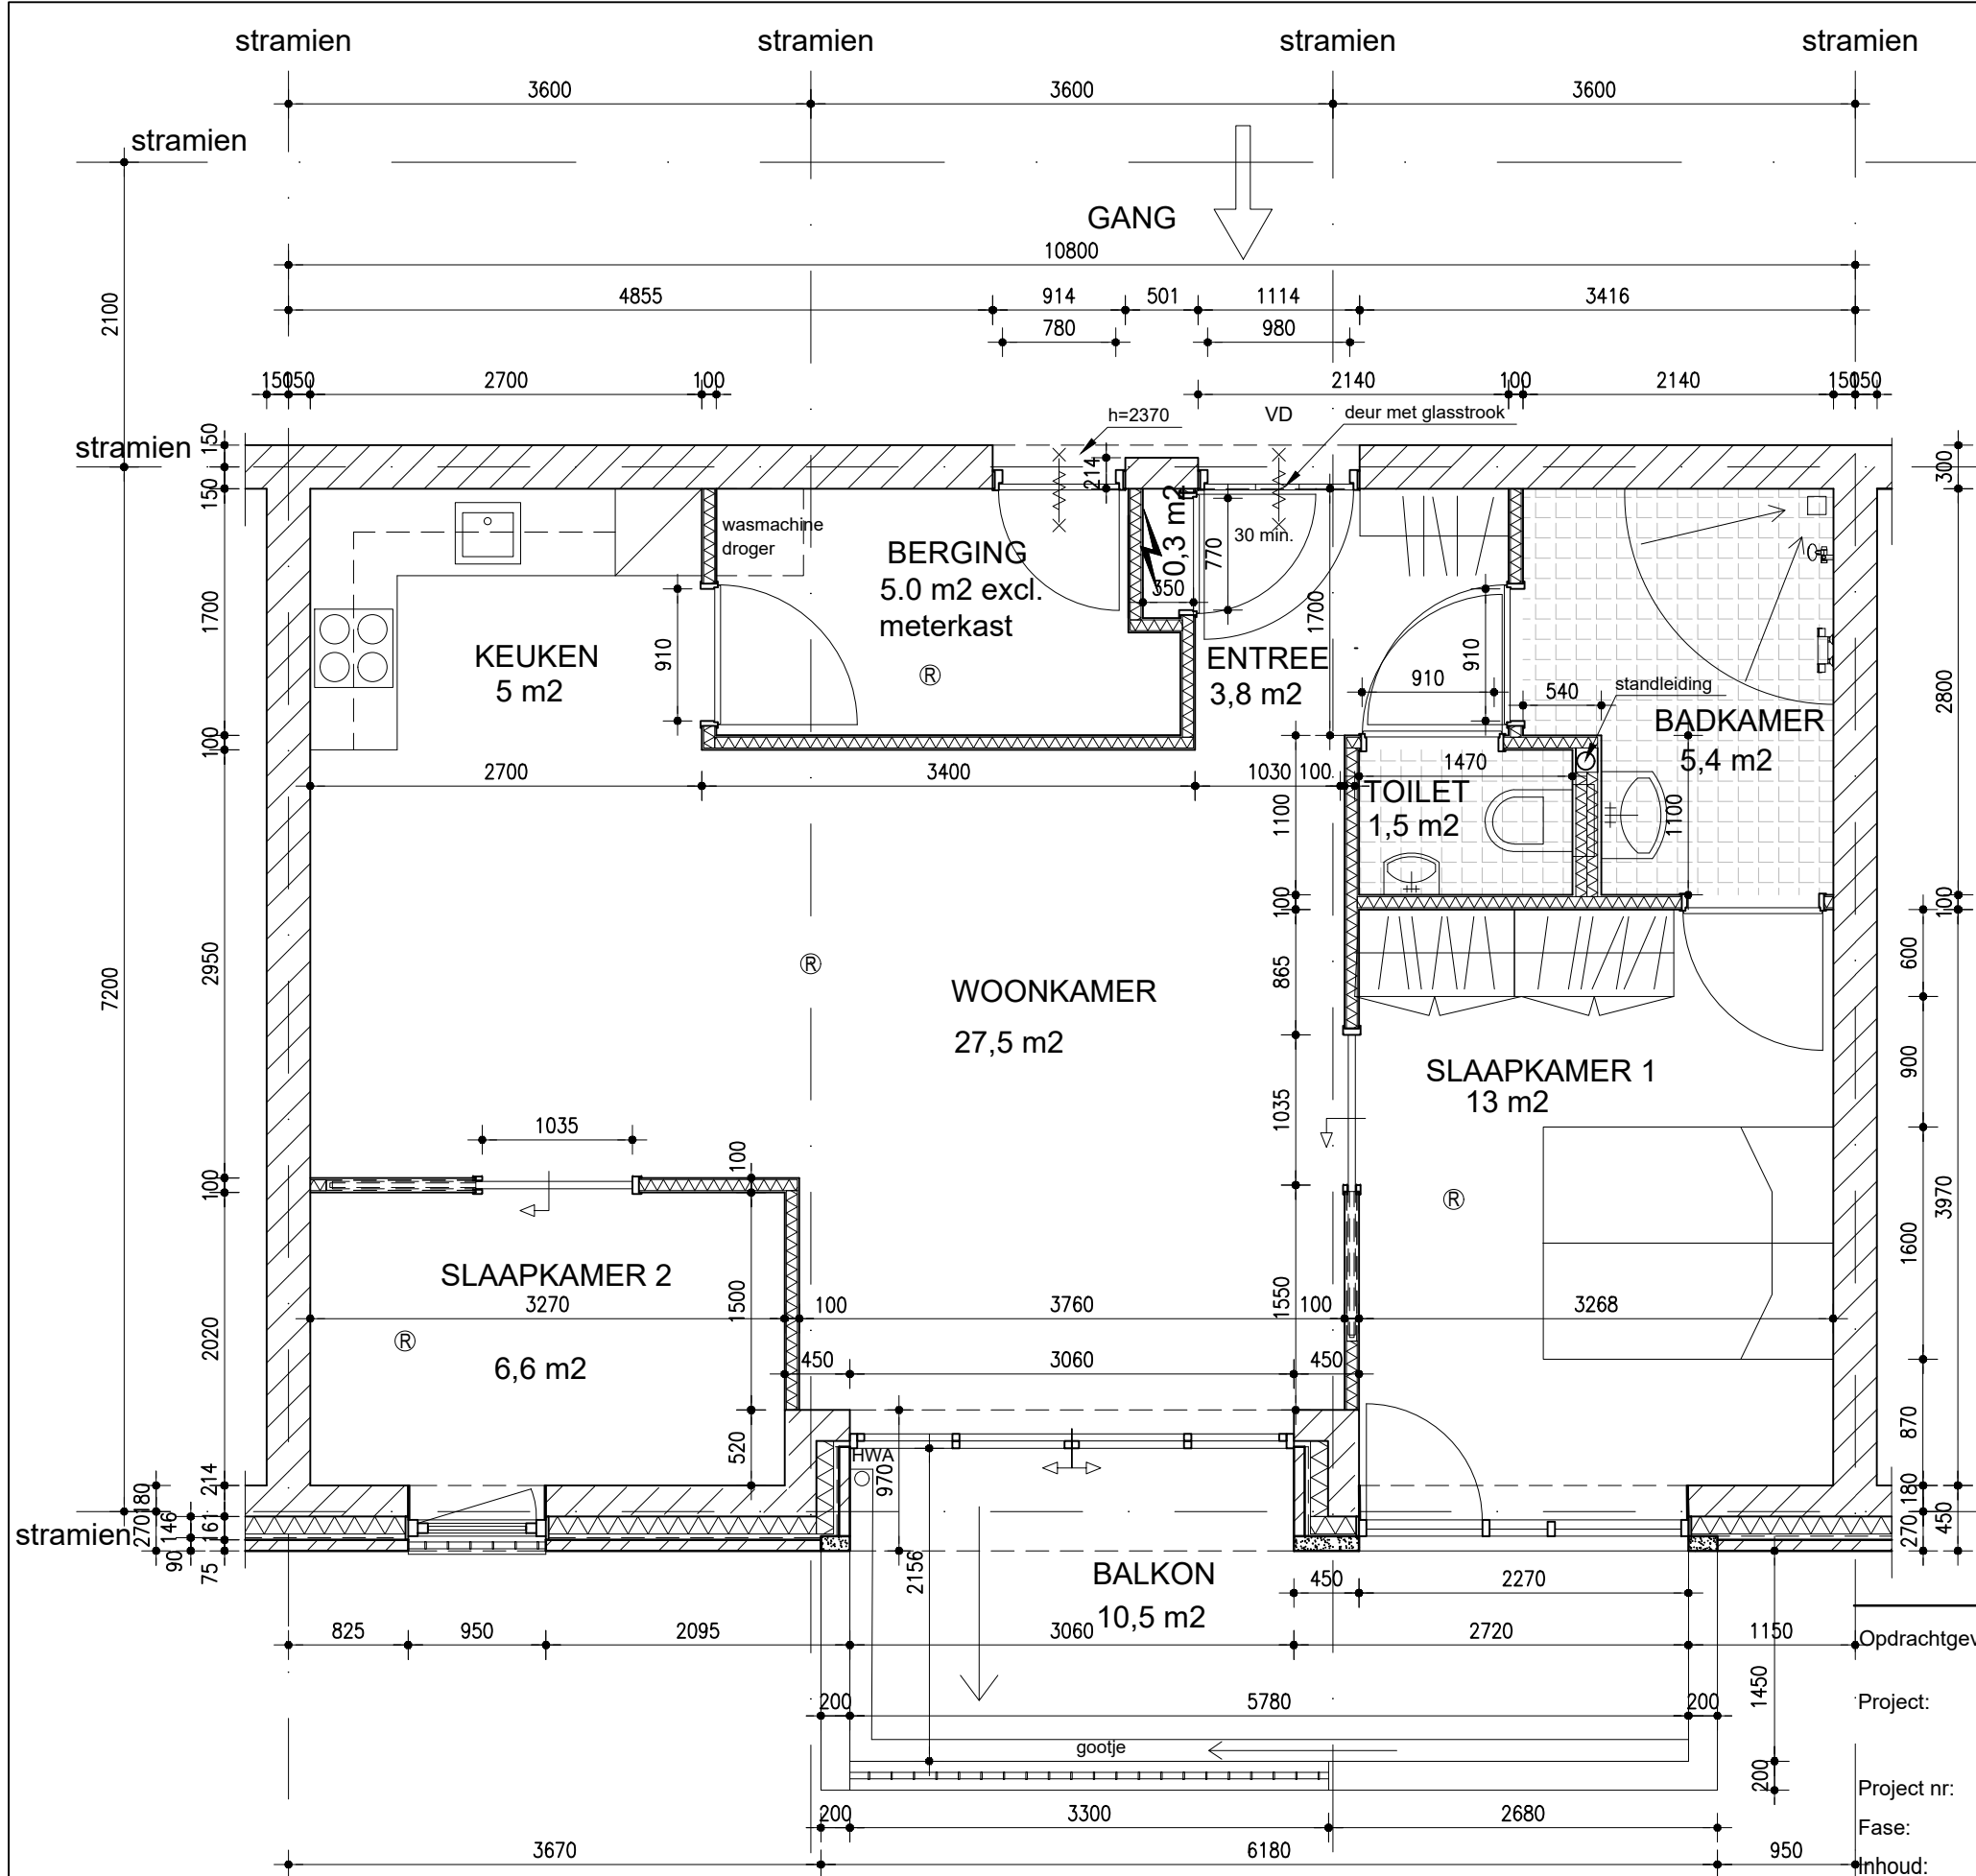 stramien stramien stramien stramien
3600 3600 3600
stramien
GANG
10800
2100
4855 914 501 1114 3416
780 980
15050 2700 100 2140 100 2140 15050
h=2370 VD deur met glasstrook
stramien 150 300
214
150
wasmachine
droger
BERGING
5.0 m2 excl.
meterkast
0,3 m2
350
770
30 min.
1700
KEUKEN
5 m2
910
®
ENTREE
3,8 m2
1700
910
910
540
standleiding
BADKAMER
5,4 m2
2800
100
2700 3400 1030 100 1470
TOILET
1,5 m2
1100
1100
100
100
2950
7200
®
WOONKAMER
27,5 m2
865
600
900
SLAAPKAMER 1
13 m2
1035
1035
100
100
®
3970
1600
SLAAPKAMER 2
3270 1500 100 3760 1550 100 3268
2020
®
6,6 m2
450 3060 450
520
870
HWA
970
214
180
180
stramien
270
146
161
90
75
270
450
2156
BALKON
10,5 m2
450 2270
825 950 2095 3060 2720 1150
Opdrachtgev
1450
200 5780 200
Project:
gootje
200
Project nr:
200 3300 2680
Fase:
3670 6180 950
Inhoud: